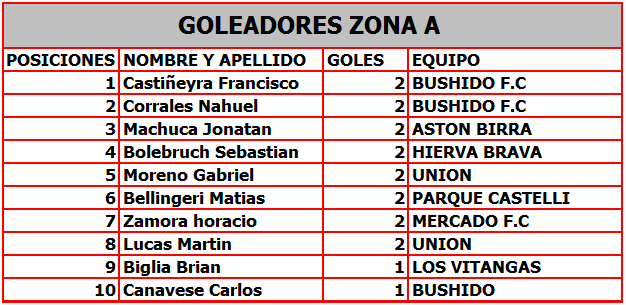 GOLEADORES ZONA A
POSICIONES NOMBRE Y APELLIDO GOLES EQUIPO
1 Castiñeyra Francisco 2 BUSHIDO F.C
2 Corrales Nahuel 2 BUSHIDO F.C
3 Machuca Jonatan 2 ASTON BIRRA
4 Bolebruch Sebastian 2 HIERVA BRAVA
5 Moreno Gabriel 2 UNION
6 Bellingeri Matias 2 PARQUE CASTELLI
7 Zamora horacio 2 MERCADO F.C
8 Lucas Martin 2 UNION
9 Biglia Brian 1 LOS VITANGAS
10 Canavese Carlos 1 BUSHIDO